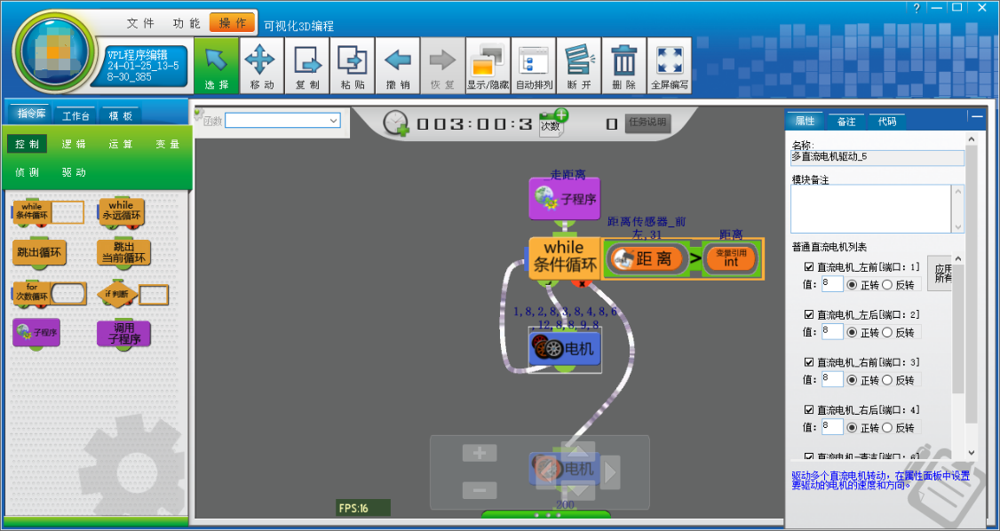 文件 功能 操作 可视化3D编程
VPL程序编辑
24-01-25_13-5
8-30_385
选择 移动 复制 粘贴 撤销 恢复 显示/隐藏 自动排列 断开 删除 全屏编写
指令库 工作台 模板
控制 逻辑 运算 变量
侦测 驱动
while
条件循环
while
永远循环
跳出循环
跳出
当前循环
for
次数循环
if判断
子程序
调用
子程序
函数
003:00:3
次数
0
任务说明
走距离
子程序
距离传感器_前
左,31
距离
while
条件循环
距离
>
变量引用
int
1,8,2,8,3,8,4,8,6
,12,8,8,9,8
电机
电机
200
FPS:16
属性 备注 代码
名称:
多直流电机驱动_5
模块备注
普通直流电机列表
直流电机_左前[端口: 1]
值: 8 正转 反转
应用
所有
直流电机_左后[端口: 2]
值: 8 正转 反转
直流电机_右前[端口: 3]
值: 8 正转 反转
直流电机_右后[端口: 4]
值: 8 正转 反转
直流电机_清洁[端口: 6]
驱动多个直流电机转动，在属性面板中设置
要驱动的电机的速度和方向。